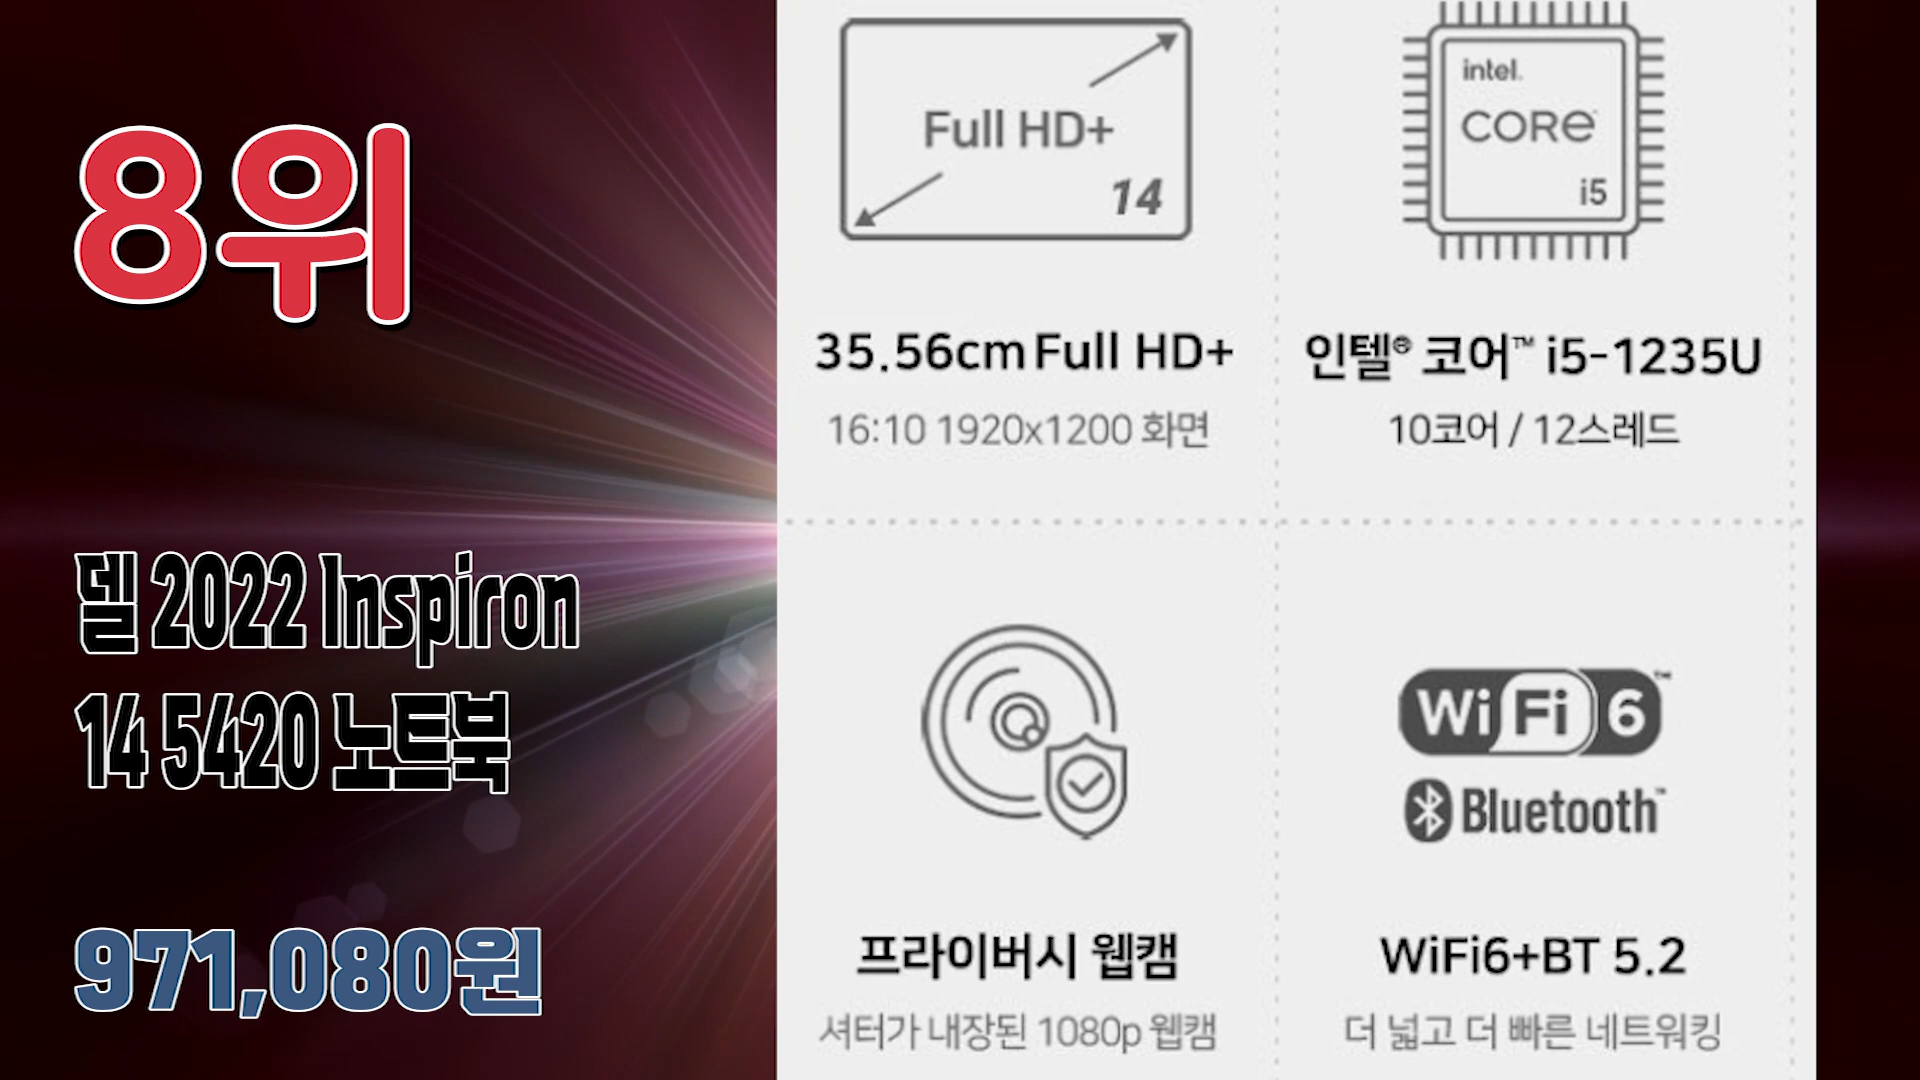 8위
델 2022 Inspiron
14 5420 노트북
971,080원
Full HD+
14
35.56cm Full HD+
16:10 1920x1200 화면
intel.
CORE
i5
인텔® 코어™ i5-1235U
10코어 / 12스레드
프라이버시 웹캠
셔터가 내장된 1080p 웹캠
WiFi 6™
Bluetooth™
WiFi6+BT 5.2
더 넓고 더 빠른 네트워킹